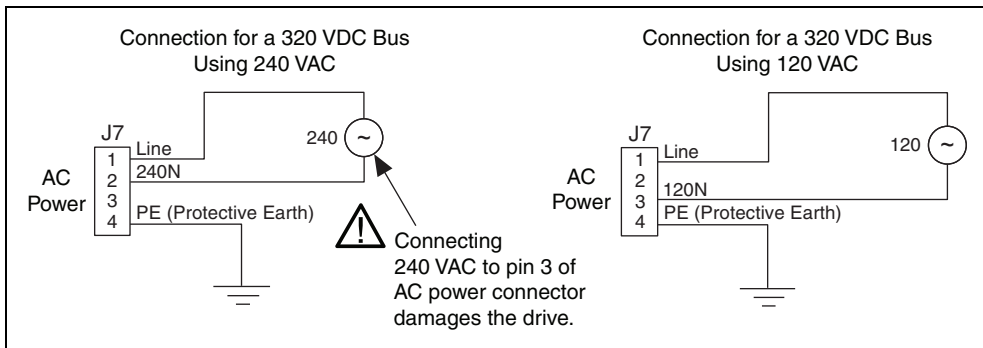 Connection for a 320 VDC Bus
Using 240 VAC
J7
AC
Power
1
2
3
4
Line
240N
PE (Protective Earth)
240
~
!
Connecting
240 VAC to pin 3 of
AC power connector
damages the drive.
Connection for a 320 VDC Bus
Using 120 VAC
J7
AC
Power
1
2
3
4
Line
120N
PE (Protective Earth)
120
~